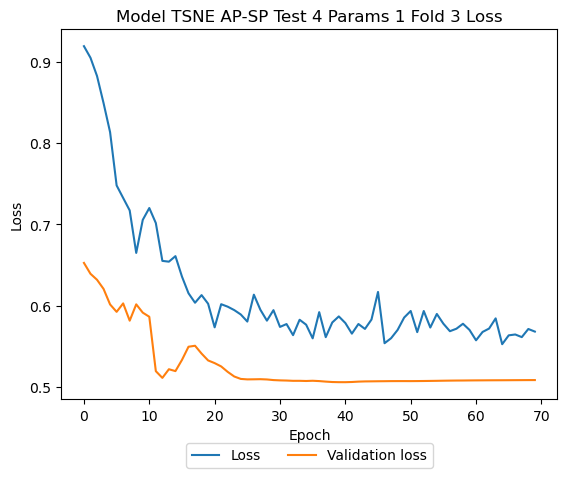 Model TSNE AP-SP Test 4 Params 1 Fold 3 Loss
0.9
0.8
0.7
0.6
0.5
Loss
0 10 20 30 40 50 60 70
Epoch
Loss Validation loss